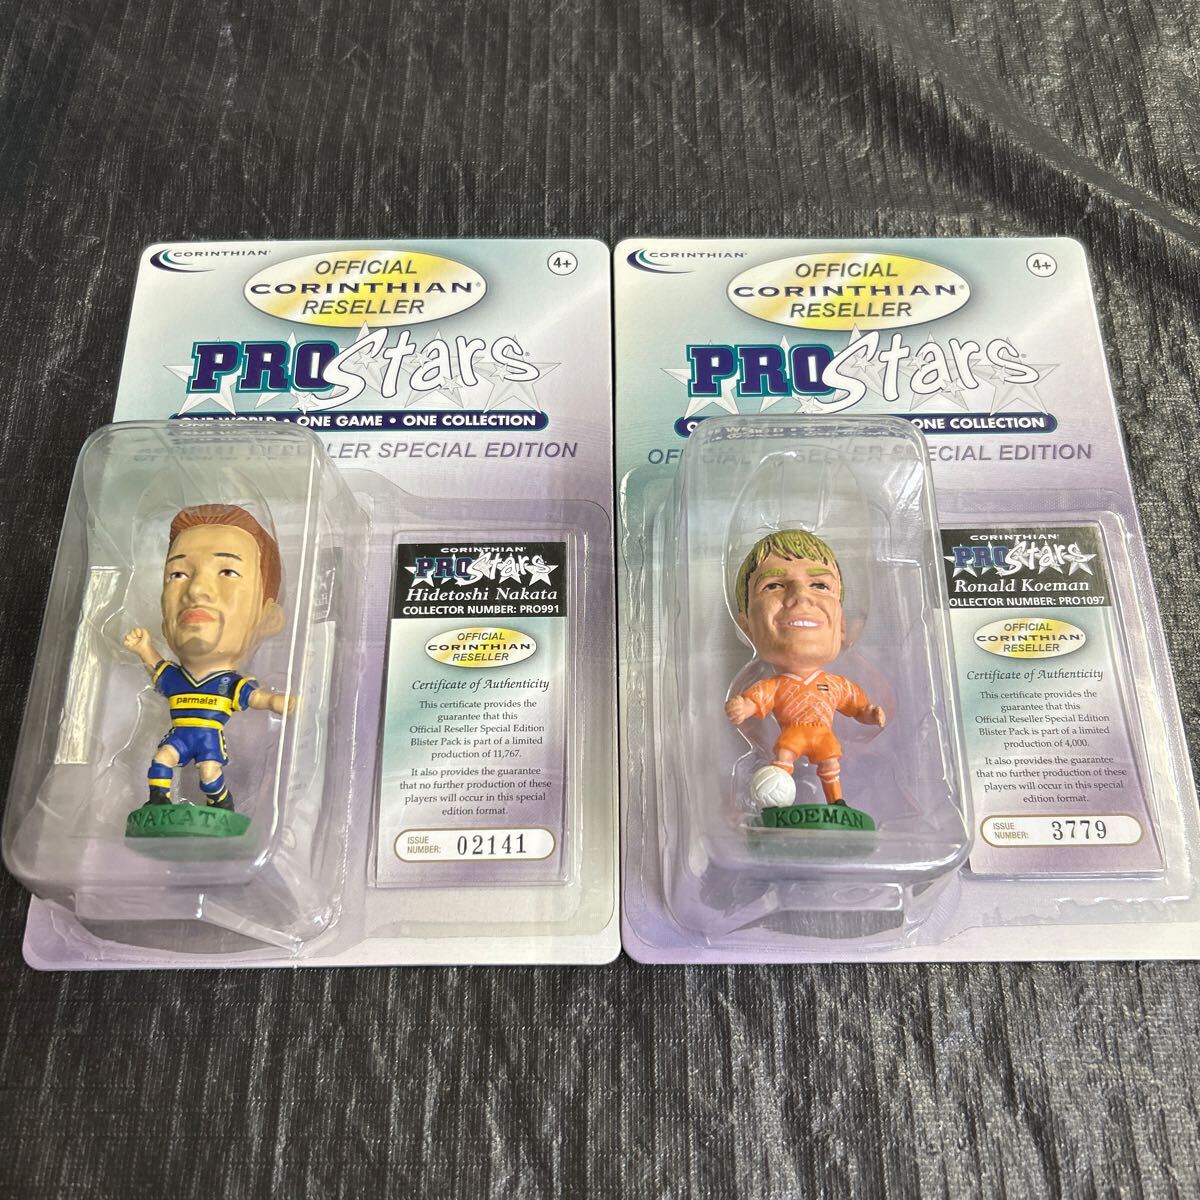 CORINTHIAN
OFFICIAL
CORINTHIAN
RESELLER
4+
PROStars
ONE WORLD • ONE GAME • ONE COLLECTION
RESELLER SPECIAL EDITION
CORINTHIAN
PROStars
Hidetoshi Nakata
COLLECTOR NUMBER: PRO991
OFFICIAL
CORINTHIAN
RESELLER
Certificate of Authenticity
This certificate provides the
guarantee that this
Official Reseller Special Edition
Blister Pack is part of a limited
production of 11,767.
It also provides the guarantee
that no further production of these
players will occur in this special
edition format.
ISSUE
NUMBER: 02141
parmalat
NAKATA
CORINTHIAN
OFFICIAL
CORINTHIAN
RESELLER
4+
PROStars
ONE COLLECTION
OFFICIAL RESELLER SPECIAL EDITION
CORINTHIAN
PROStars
Ronald Koeman
COLLECTOR NUMBER: PRO1097
OFFICIAL
CORINTHIAN
RESELLER
Certificate of Authenticity
This certificate provides the
guarantee that this
Official Reseller Special Edition
Blister Pack is part of a limited
production of 4,000.
It also provides the guarantee
that no further production of these
players will occur in this special
edition format.
ISSUE
NUMBER: 3779
KOEMAN